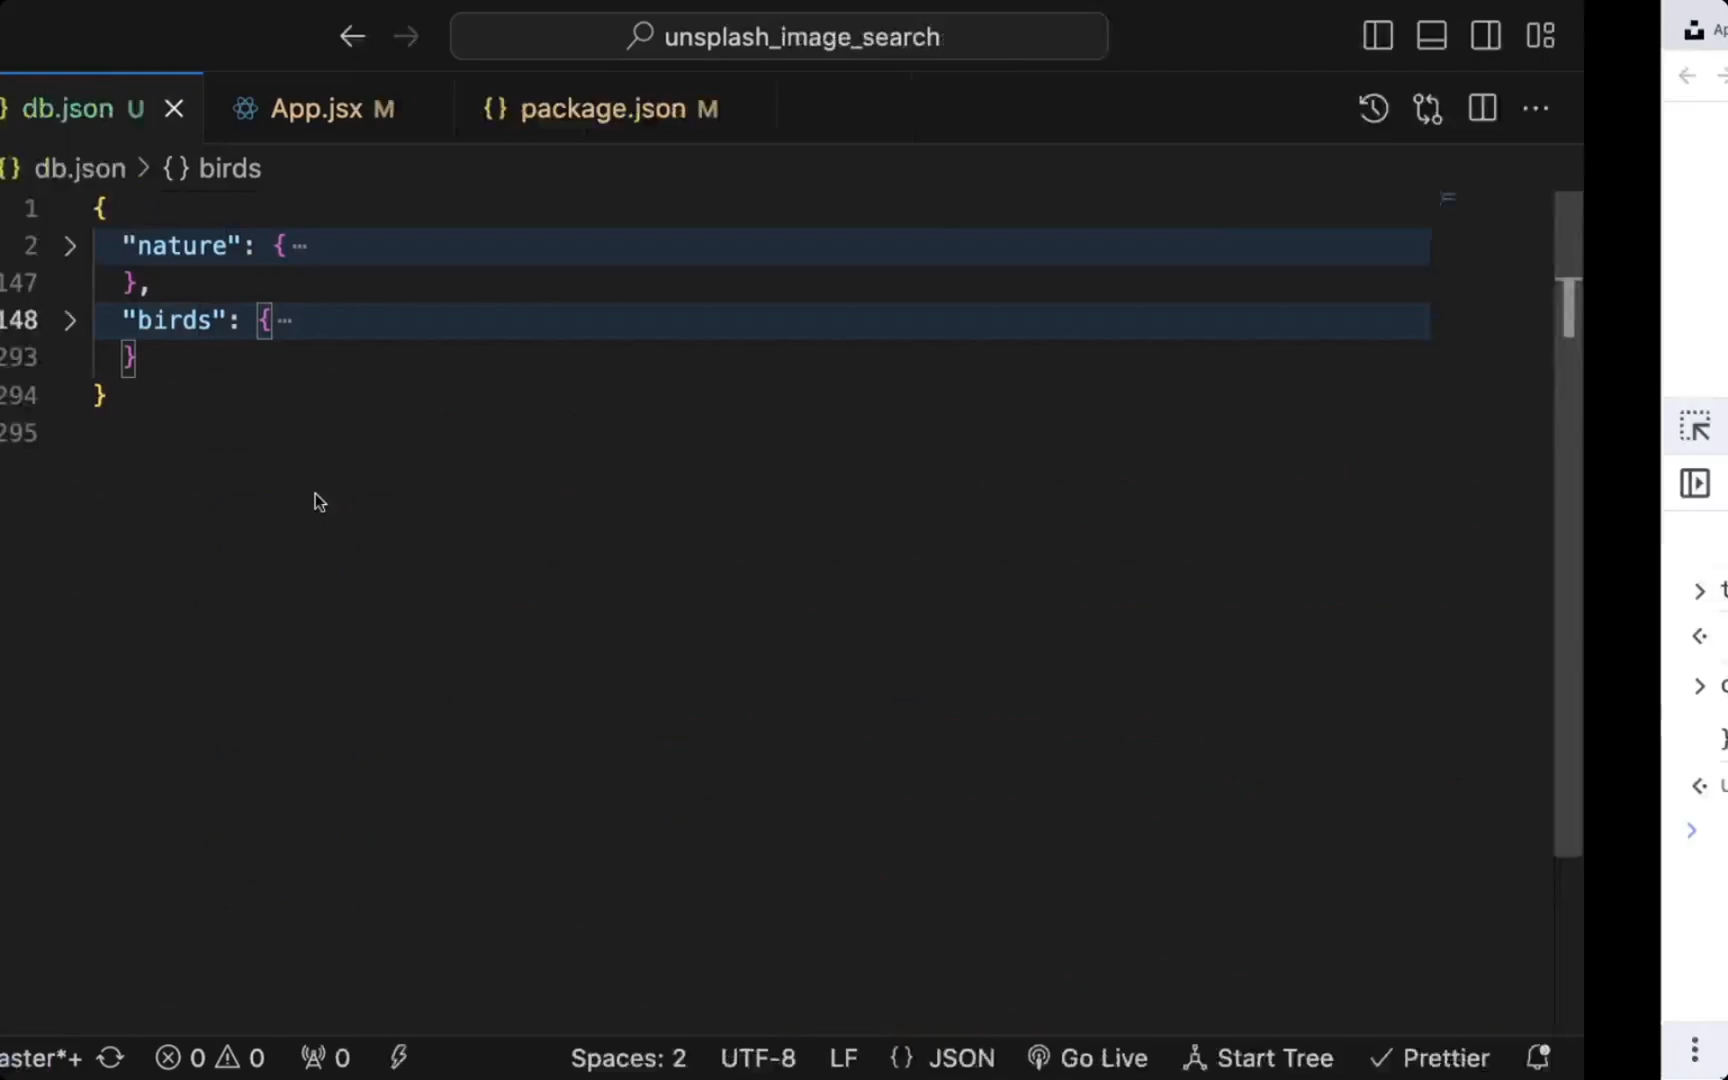 unsplash_image_search
db.json U
App.jsx M
{} package.json M
{} db.json > {} birds
1 {
2 "nature": { ⋯
147 },
148 "birds": { ⋯
293 }
294 }
295
aster*+ 0 0 0 Spaces: 2 UTF-8 LF {} JSON Go Live Start Tree Prettier